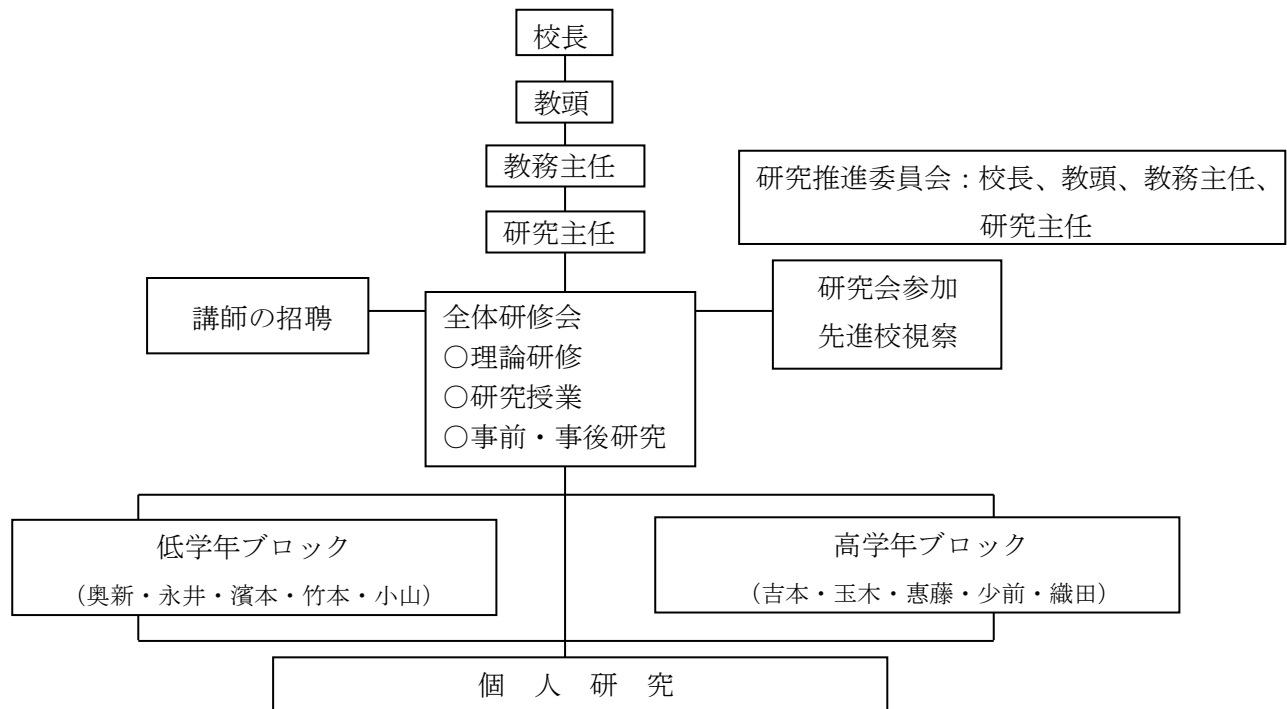 校長
教頭
教務主任
研究推進委員会：校長、教頭、教務主任、
研究主任
研究主任
講師の招聘
全体研修会
○理論研修
○研究授業
○事前・事後研究
研究会参加
先進校視察
低学年ブロック
（奥新・永井・濱本・竹本・小山）
高学年ブロック
（吉本・玉木・惠藤・少前・織田）
個　人　研　究